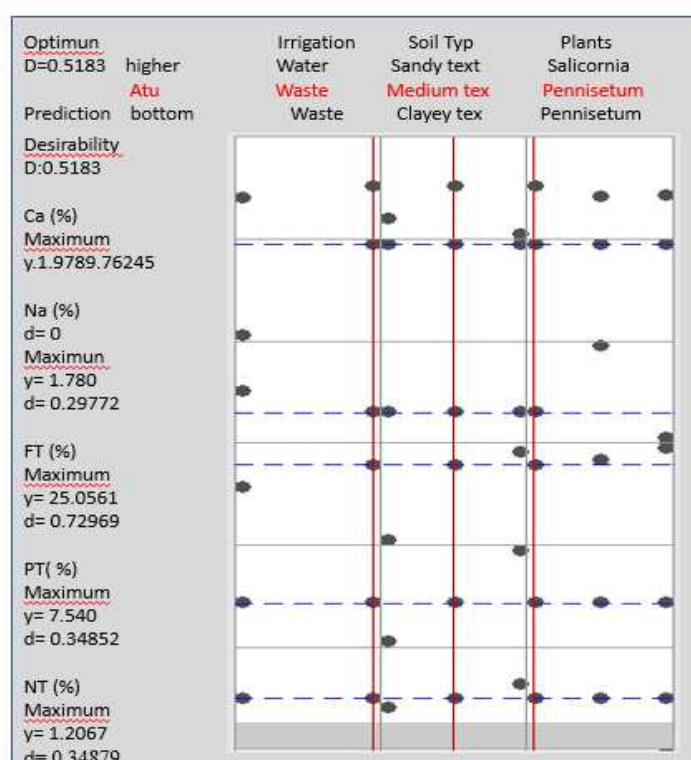 Optimun Irrigation Soil Typ Plants
D=0.5183 higher Water Sandy text Salicornia
Atu Waste Medium tex Pennisetum
Prediction bottom Waste Clayey tex Pennisetum
Desirability
D:0.5183
Ca (%)
Maximum
y.1.9789.76245
Na (%)
d= 0
Maximun
y= 1.780
d= 0.29772
FT (%)
Maximum
y= 25.0561
d= 0.72969
PT( %)
Maximum
y= 7.540
d= 0.34852
NT (%)
Maximum
y= 1.2067
d= 0.34879